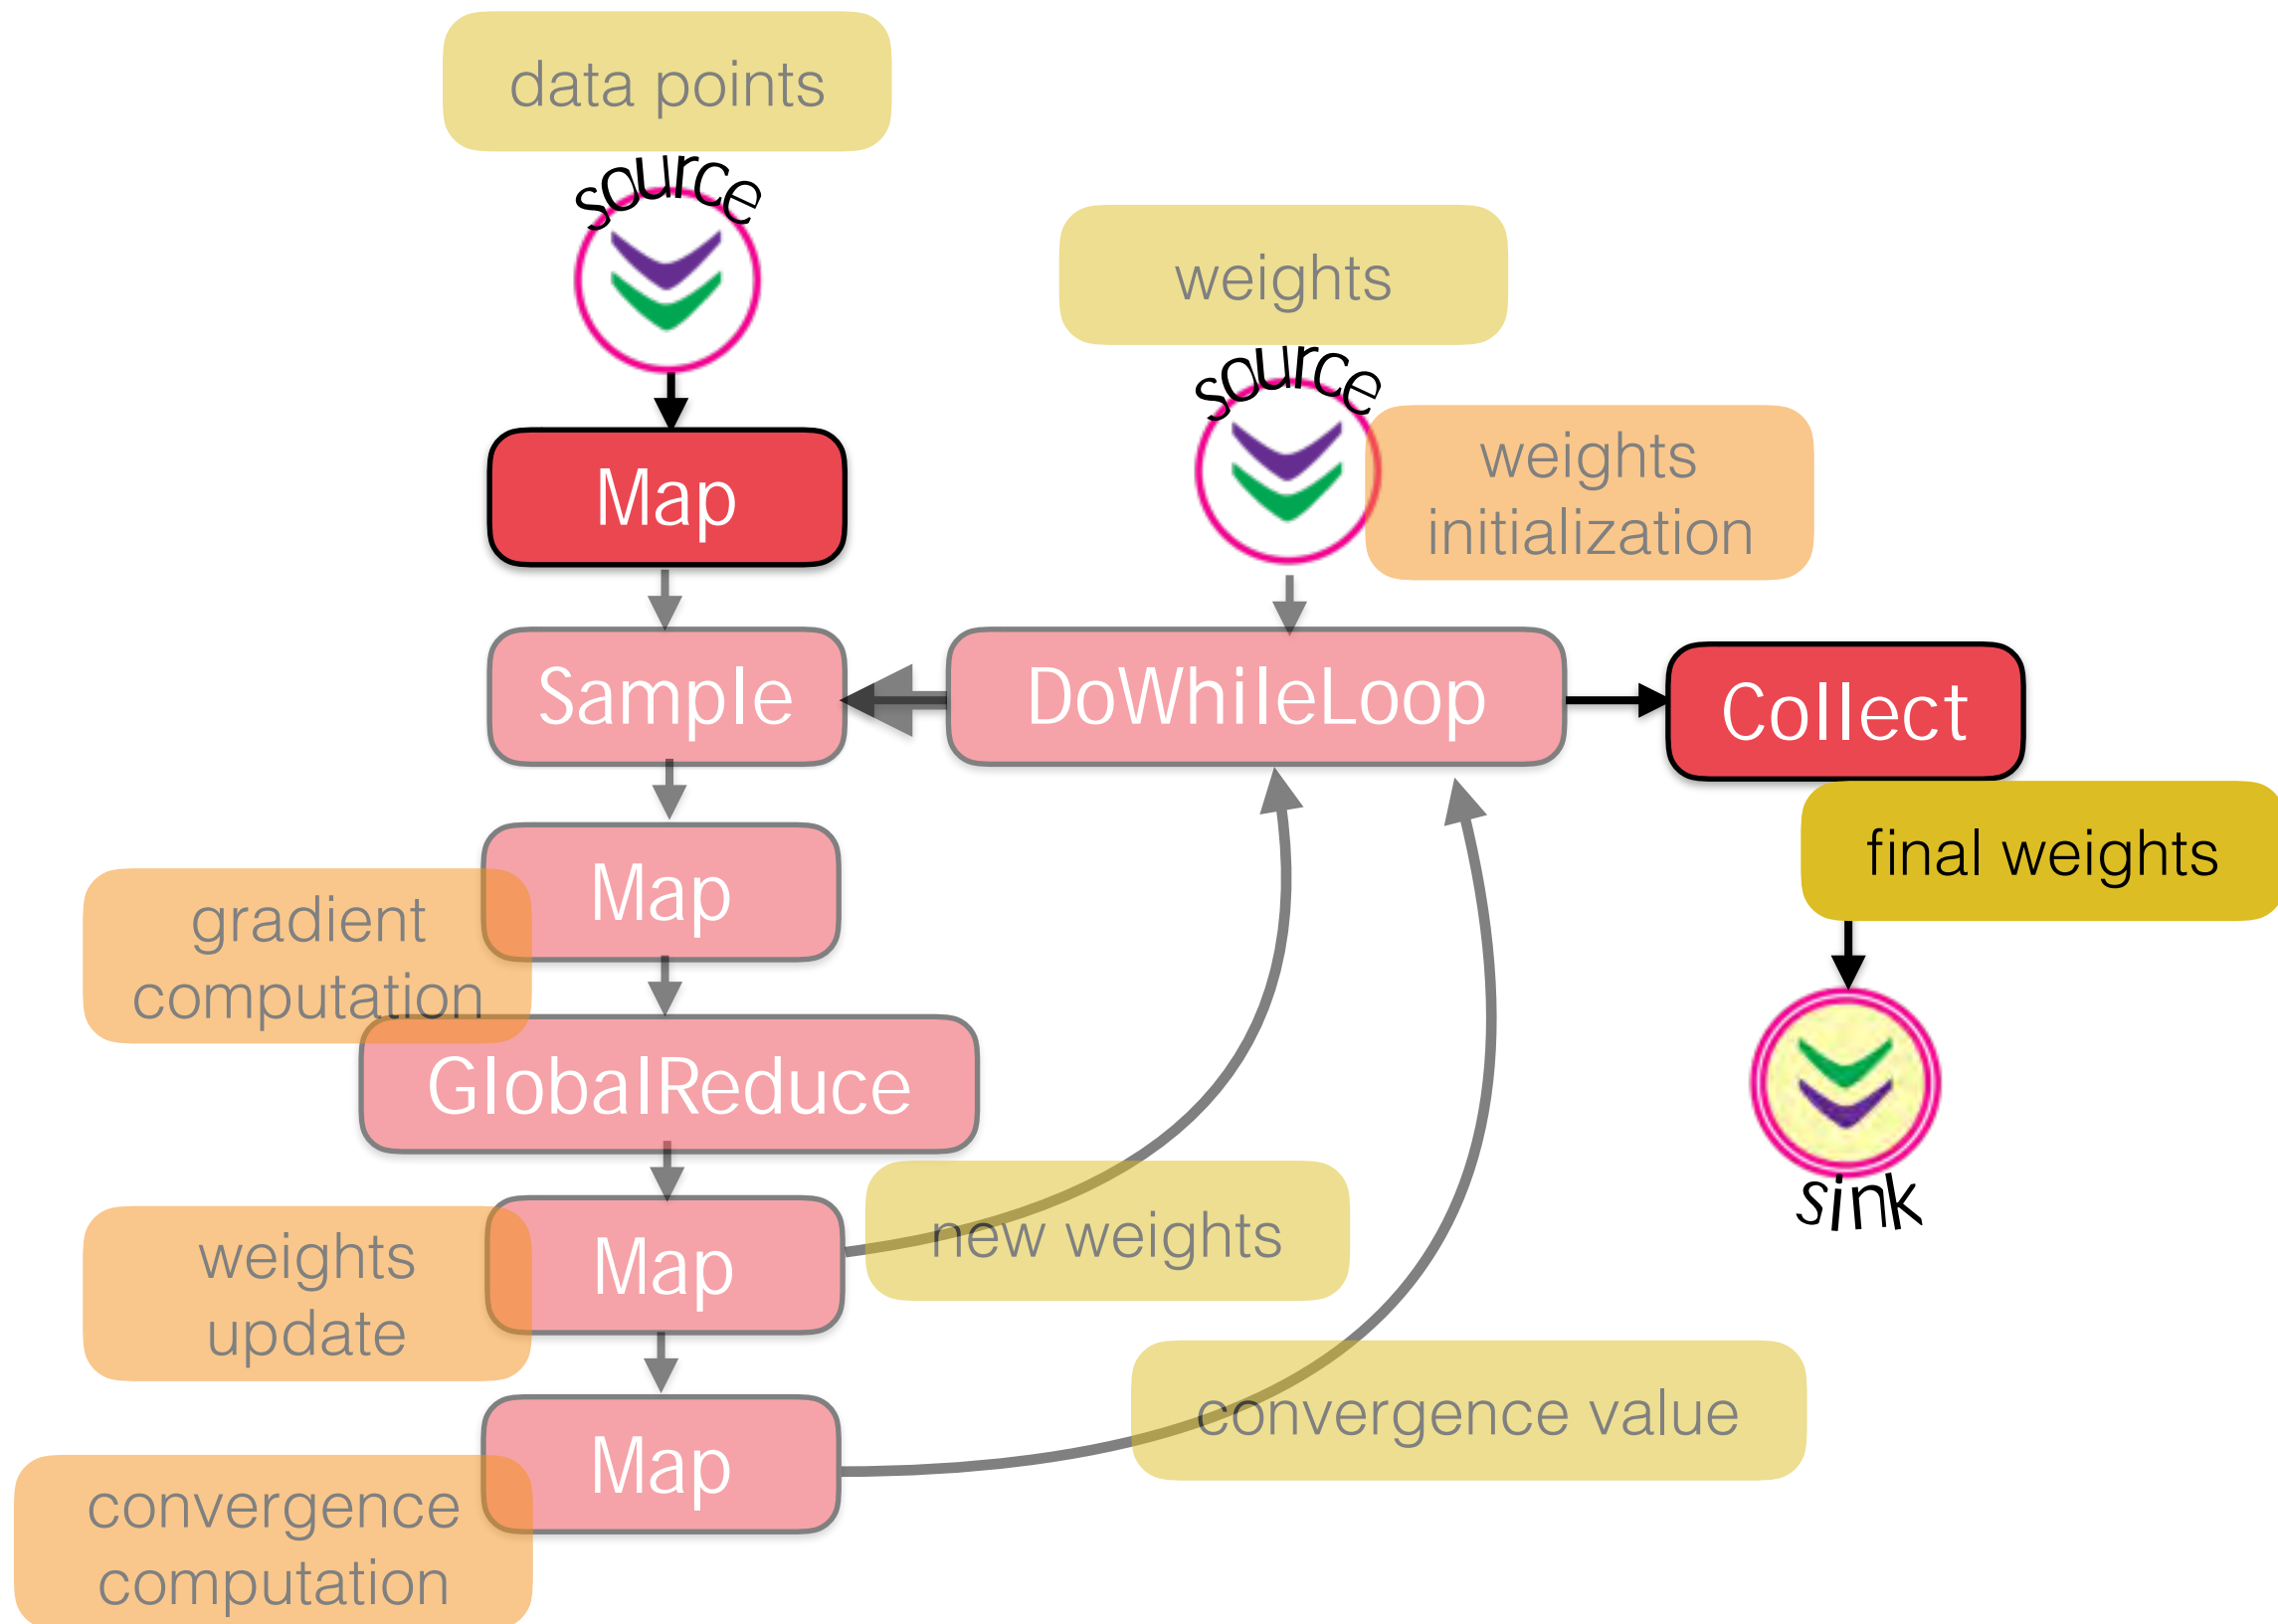 data points
source
weights
source
weights
initialization
Map
Sample
DoWhileLoop
Collect
final weights
Map
gradient
computation
GlobalReduce
sink
Map
new weights
weights
update
convergence value
Map
convergence
computation